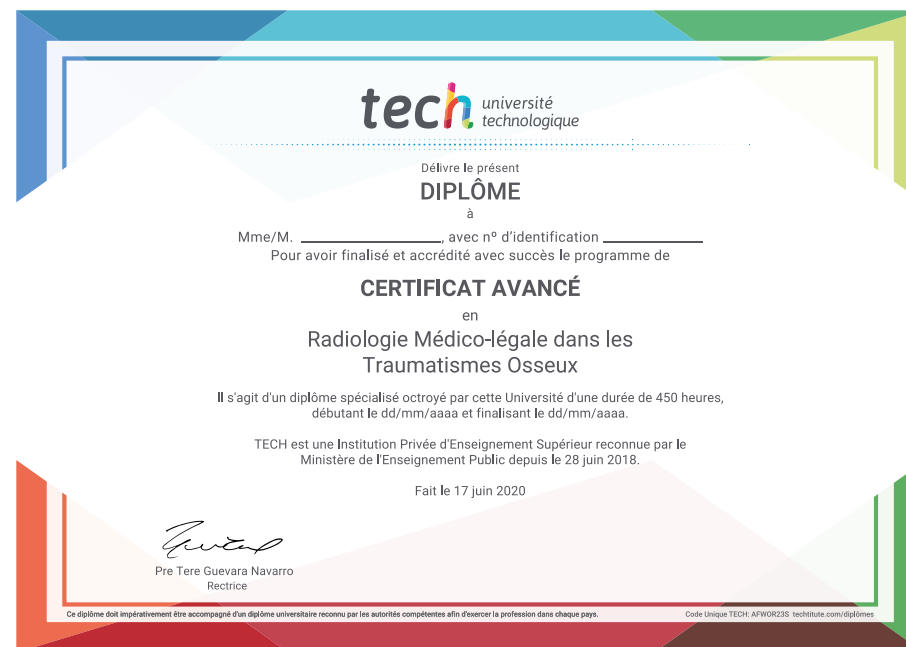 tech université
technologique
Délivre le présent
DIPLÔME
à
Mme/M. ____________________, avec nº d'identification ______________
Pour avoir finalisé et accrédité avec succès le programme de
CERTIFICAT AVANCÉ
en
Radiologie Médico-légale dans les
Traumatismes Osseux
Il s'agit d'un diplôme spécialisé octroyé par cette Université d'une durée de 450 heures,
débutant le dd/mm/aaaa et finalisant le dd/mm/aaaa.
TECH est une Institution Privée d'Enseignement Supérieur reconnue par le
Ministère de l'Enseignement Public depuis le 28 juin 2018.
Fait le 17 juin 2020
Pre Tere Guevara Navarro
Rectrice
Ce diplôme doit impérativement être accompagné d'un diplôme universitaire reconnu par les autorités compétentes afin d'exercer la profession dans chaque pays.
Code Unique TECH: AFWOR23S techtitute.com/diplômes